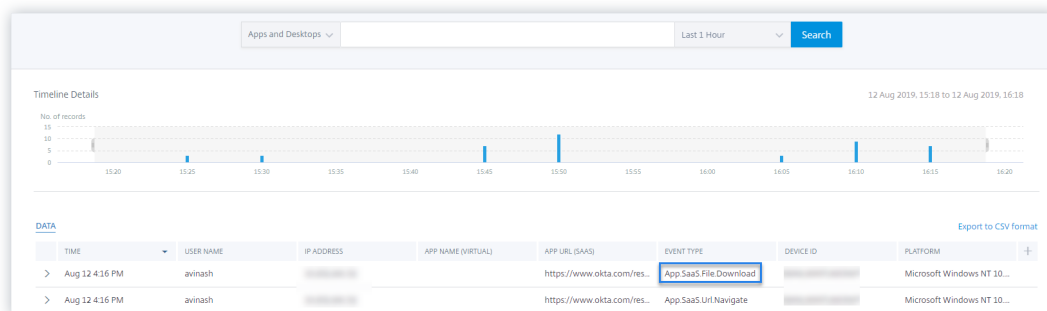 Apps and Desktops Last 1 Hour Search
Timeline Details 12 Aug 2019, 15:18 to 12 Aug 2019, 16:18
No. of records
15
10
5
0
15:20 15:25 15:30 15:35 15:40 15:45 15:50 15:55 16:00 16:05 16:10 16:15 16:20
DATA Export to CSV format
TIME USER NAME IP ADDRESS APP NAME (VIRTUAL) APP URL (SAAS) EVENT TYPE DEVICE ID PLATFORM +
Aug 12 4:16 PM avinash https://www.okta.com/res... App.SaaS.File.Download Microsoft Windows NT 10...
Aug 12 4:16 PM avinash https://www.okta.com/res... App.SaaS.Url.Navigate Microsoft Windows NT 10...